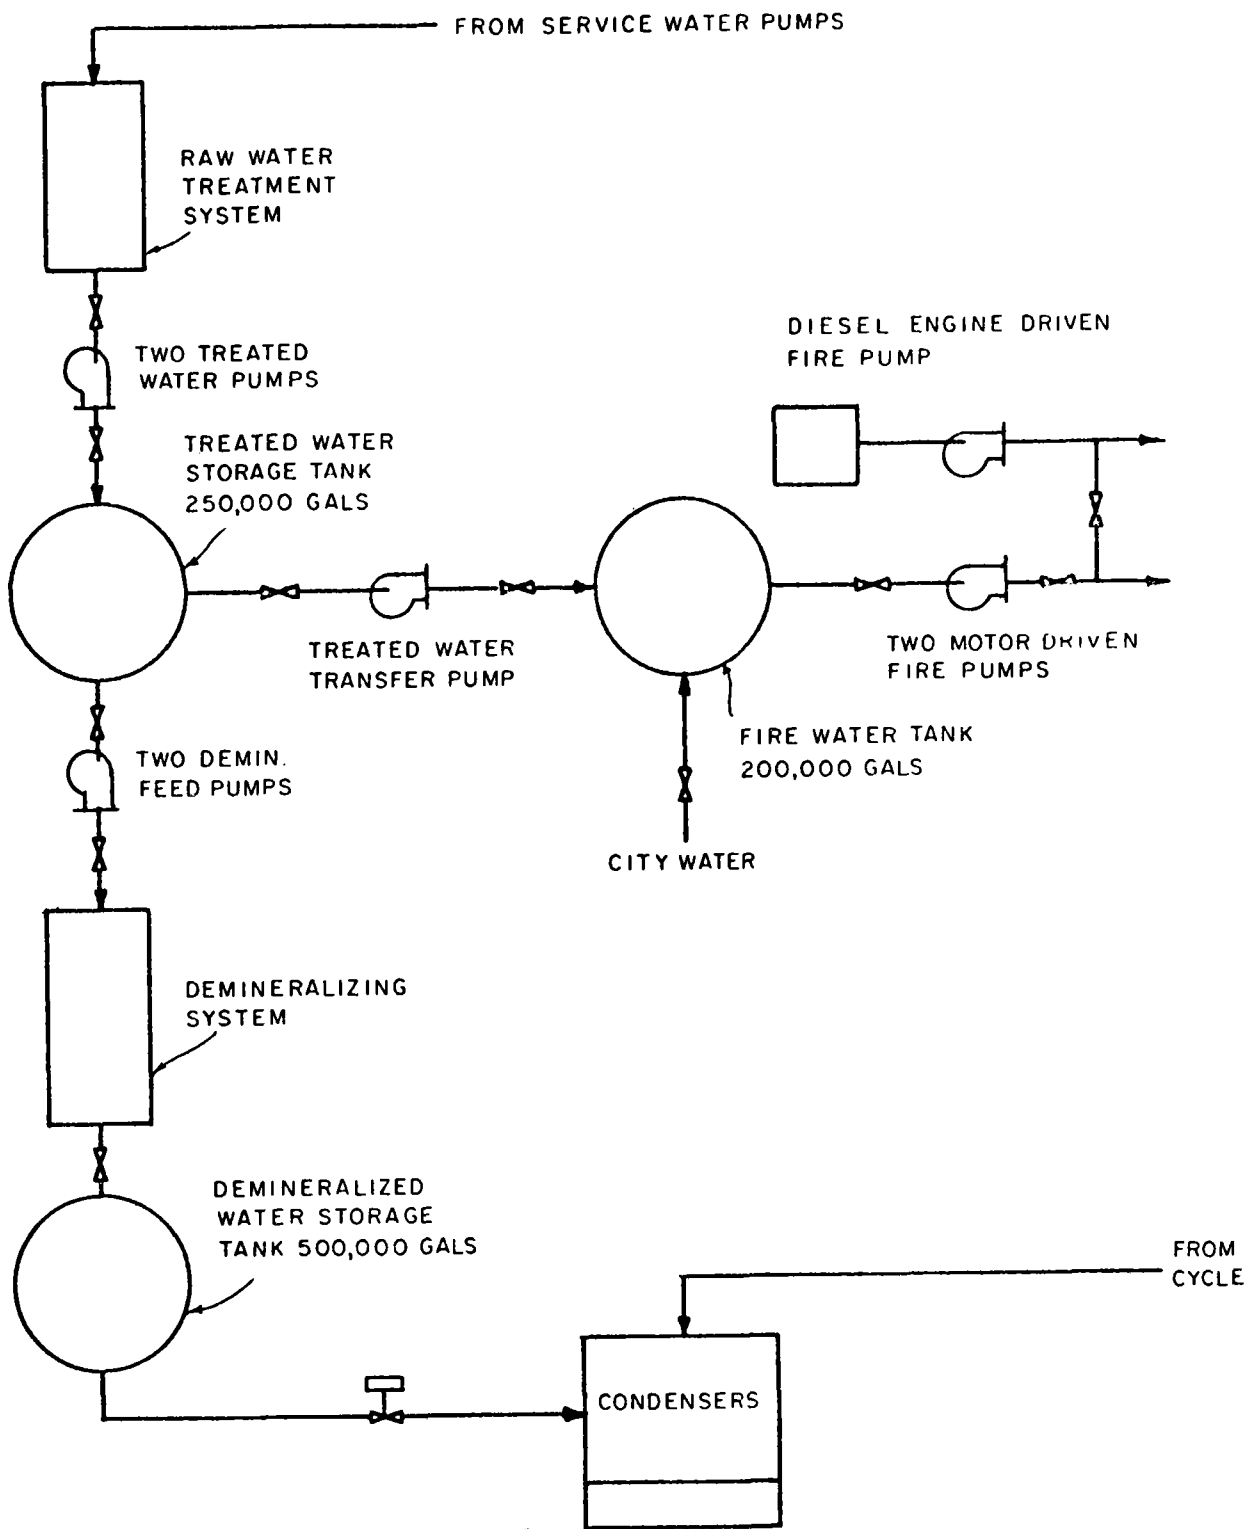 FROM SERVICE WATER PUMPS
RAW WATER
TREATMENT
SYSTEM
TWO TREATED
WATER PUMPS
DIESEL ENGINE DRIVEN
FIRE PUMP
TREATED WATER
STORAGE TANK
250,000 GALS
TREATED WATER
TRANSFER PUMP
TWO MOTOR DRIVEN
FIRE PUMPS
FIRE WATER TANK
200,000 GALS
TWO DEMIN.
FEED PUMPS
CITY WATER
DEMINERALIZING
SYSTEM
DEMINERALIZED
WATER STORAGE
TANK 500,000 GALS
FROM
CYCLE
CONDENSERS